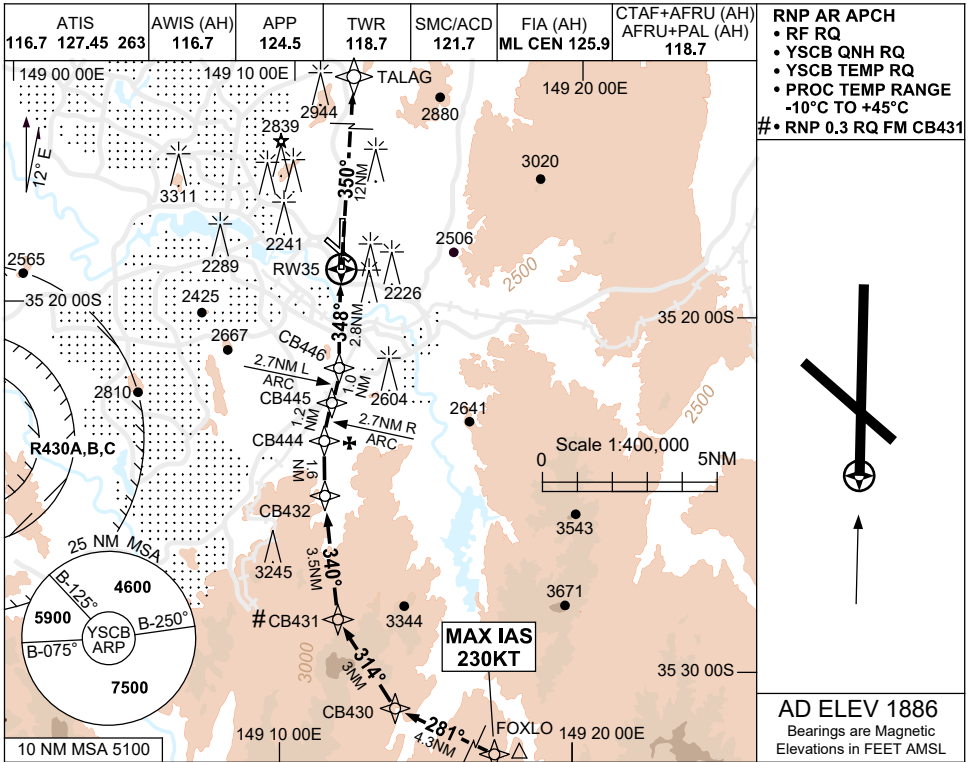 ATIS
116.7 127.45 263
AWIS (AH)
116.7
APP
124.5
TWR
118.7
SMC/ACD
121.7
FIA (AH)
ML CEN 125.9
CTAF+AFRU (AH)
AFRU+PAL (AH)
118.7
RNP AR APCH
• RF RQ
• YSCB QNH RQ
• YSCB TEMP RQ
• PROC TEMP RANGE
-10°C TO +45°C
# • RNP 0.3 RQ FM CB431
149 00 00E
149 10 00E
TALAG
149 20 00E
2944
2880
2839
12° E
350°
12NM
3020
3311
2241
2289
2506
2500
RW35
2226
2565
35 20 00S
35 20 00S
2425
348°
2.8NM
2667
CB446
2.7NM L
ARC
1.0
NM
2604
2810
CB445
2500
1.2
NM
2.7NM R
ARC
2641
CB444
R430A,B,C
Scale 1:400,000
0
5NM
1.6
NM
CB432
3543
25 NM MSA
3245
340°
3.5NM
B-125°
4600
5900
YSCB
ARP
B-250°
B-075°
7500
# CB431
3344
3671
MAX IAS
230KT
3000
314°
3NM
35 30 00S
CB430
281°
4.3NM
FOXLO
149 10 00E
149 20 00E
10 NM MSA 5100
AD ELEV 1886
Bearings are Magnetic
Elevations in FEET AMSL